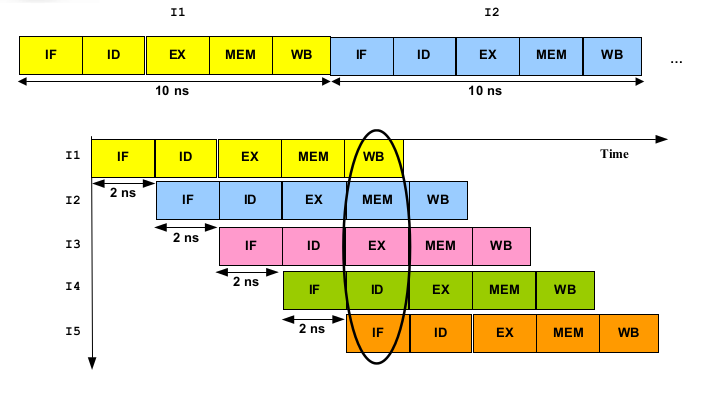 I1 I2
IF ID EX MEM WB IF ID EX MEM WB ...
10 ns 10 ns
Time
I1 IF ID EX MEM WB
2 ns
I2 IF ID EX MEM WB
2 ns
I3 IF ID EX MEM WB
2 ns
I4 IF ID EX MEM WB
2 ns
I5 IF ID EX MEM WB